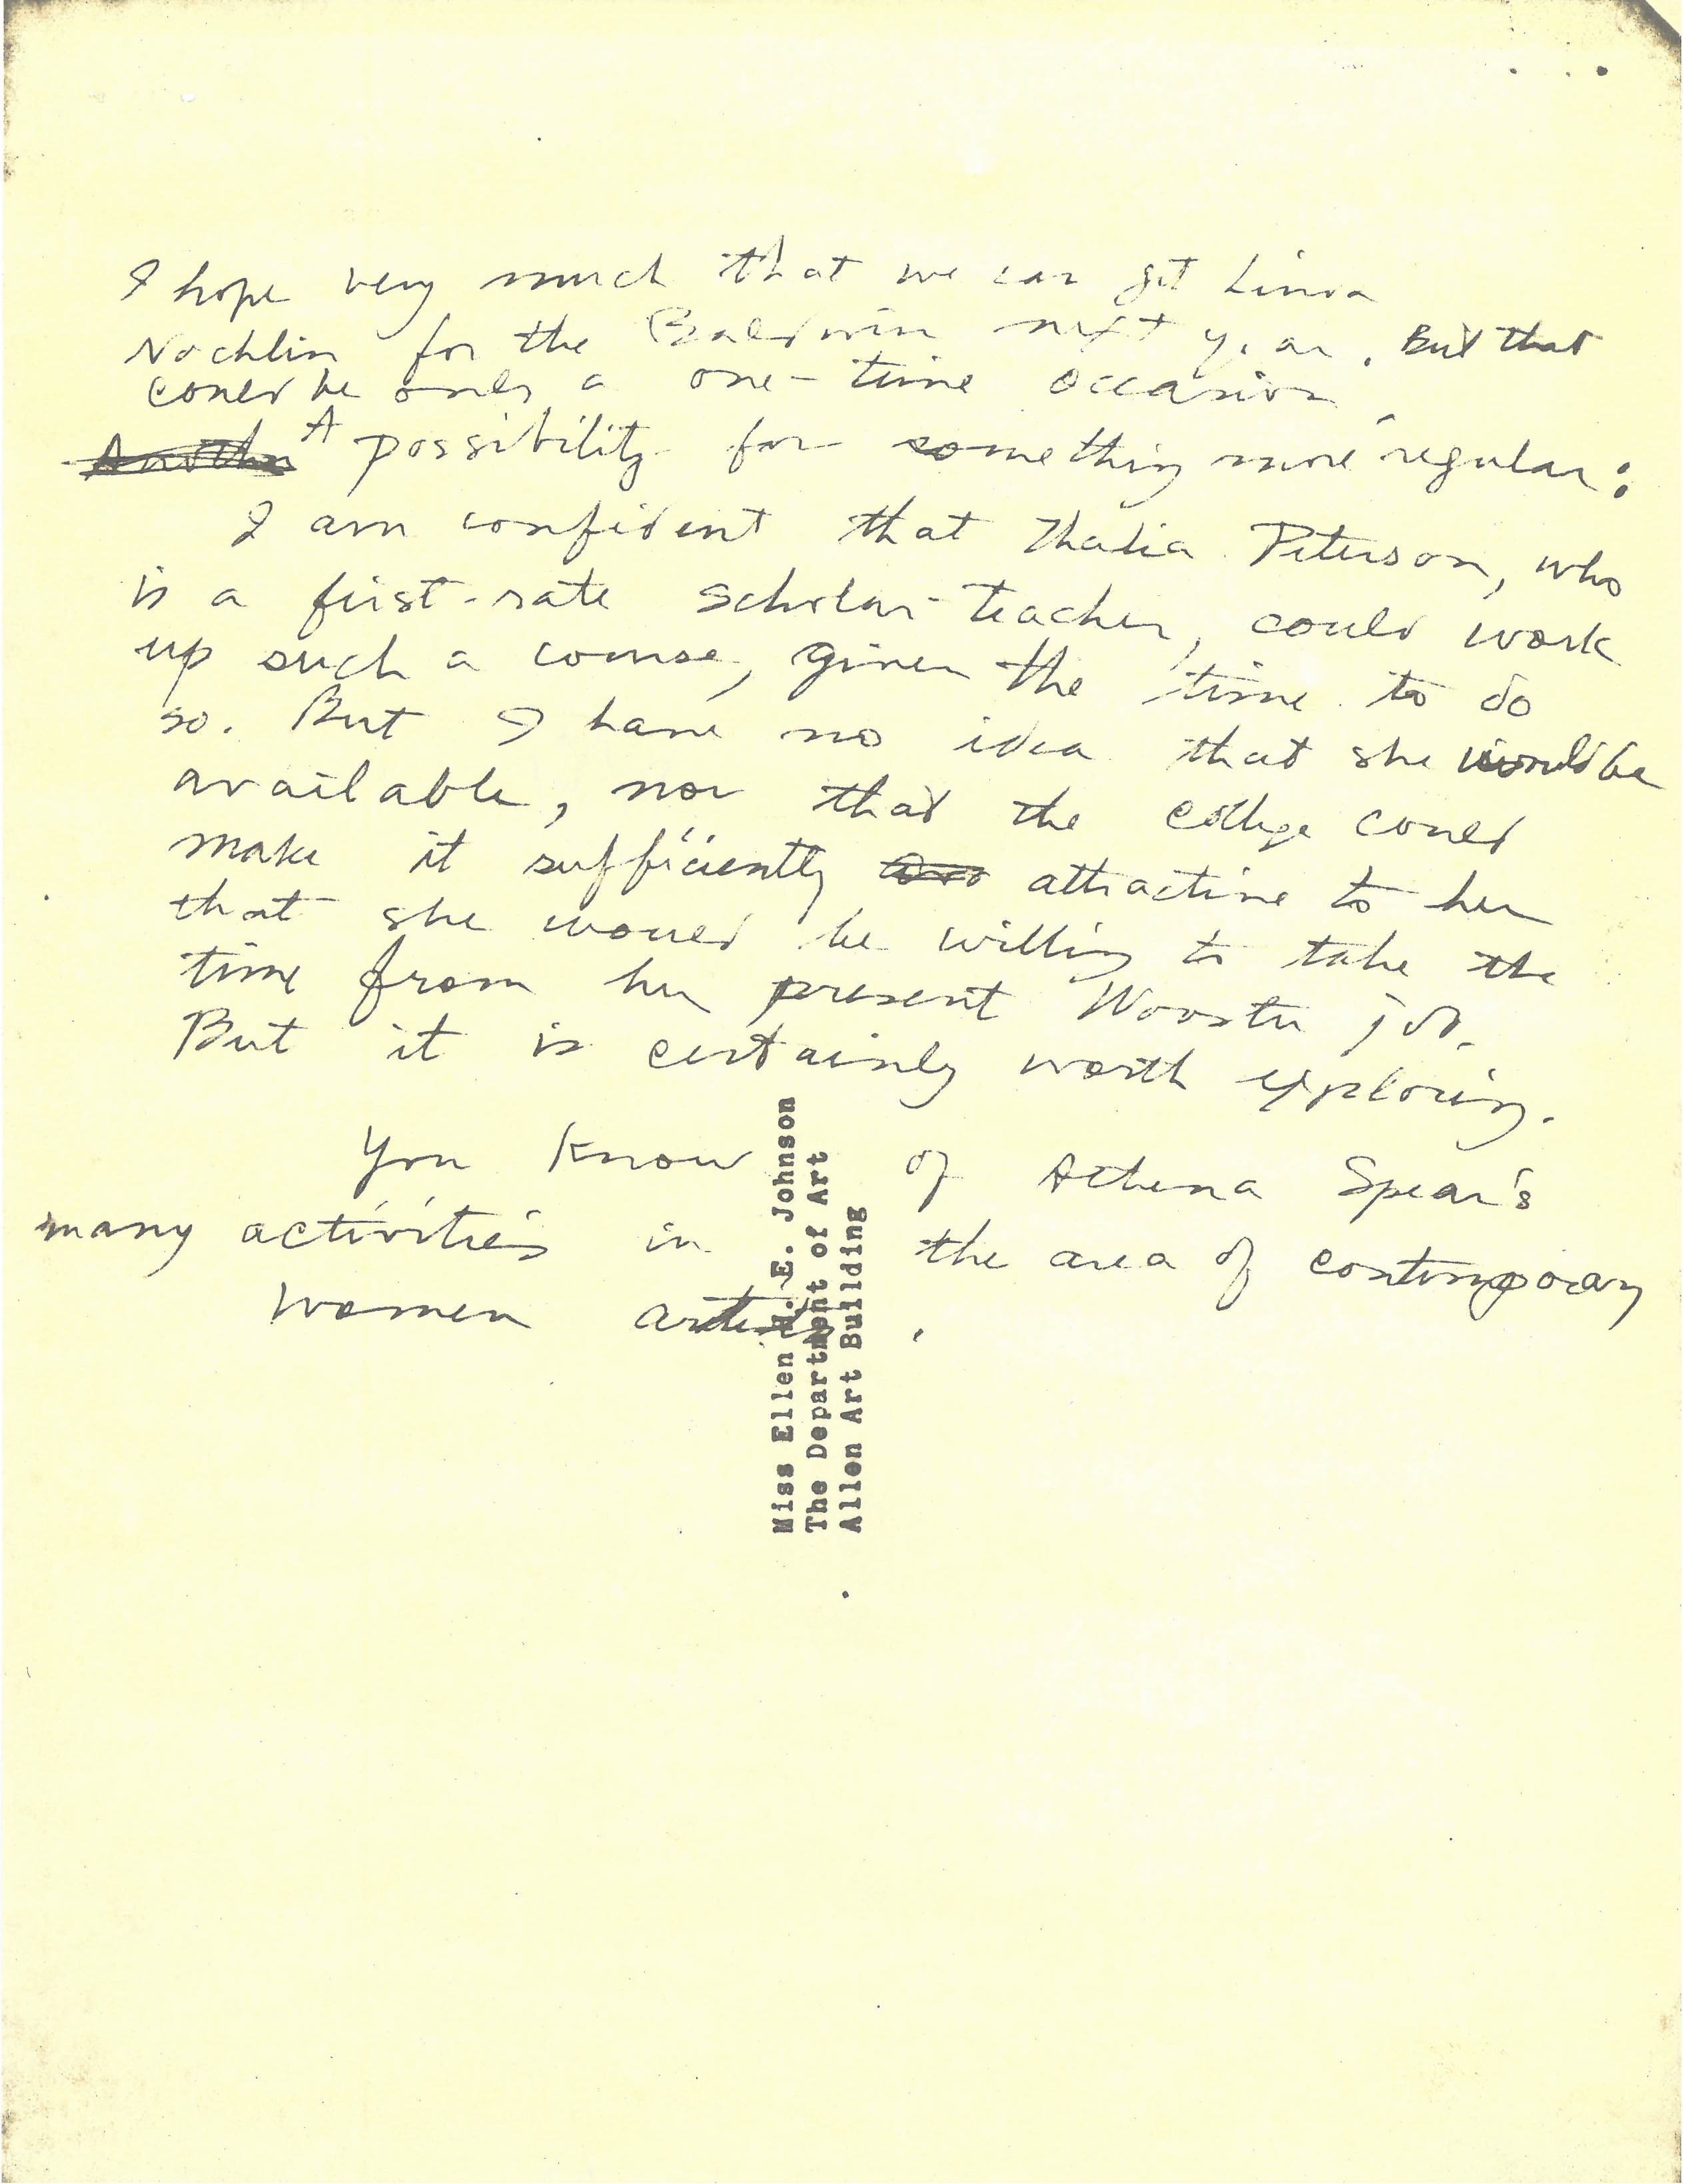 I hope very much that we can get Linda
Nochlin for the Baldwin next year. But that
could be only a one-time occasion.
Another A possibility for something more regular:
I am confident that Thalia Peterson, who
is a first-rate scholar-teacher, could work
up such a course, given the time to do
so. But I have no idea that she would be
available, nor that the college could
make it sufficiently attractive to her
that she would be willing to take the
time from her present Wooster job.
But it is certainly worth exploring.
You know of Athena Spear's
many activities in the area of contemporary
women artists.
Miss Ellen H. E. Johnson
The Department of Art
Allen Art Building